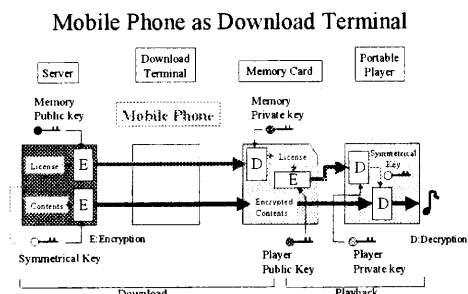 Mobile Phone as Download Terminal
Server
Download
Terminal
Memory Card
Portable
Player
Memory
Public key
Mobile Phone
Memory
Private key
License
E
D
License
E
D
Symmetrical
Key
Contents
E
Encrypted
Contents
D
E:Encryption
Symmetrical Key
Player
Public Key
Player
Private key
D:Decryption
Download
Playback